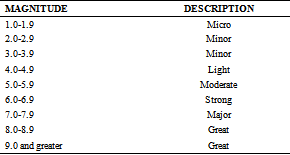 MAGNITUDE DESCRIPTION
1.0-1.9 Micro
2.0-2.9 Minor
3.0-3.9 Minor
4.0-4.9 Light
5.0-5.9 Moderate
6.0-6.9 Strong
7.0-7.9 Major
8.0-8.9 Great
9.0 and greater Great